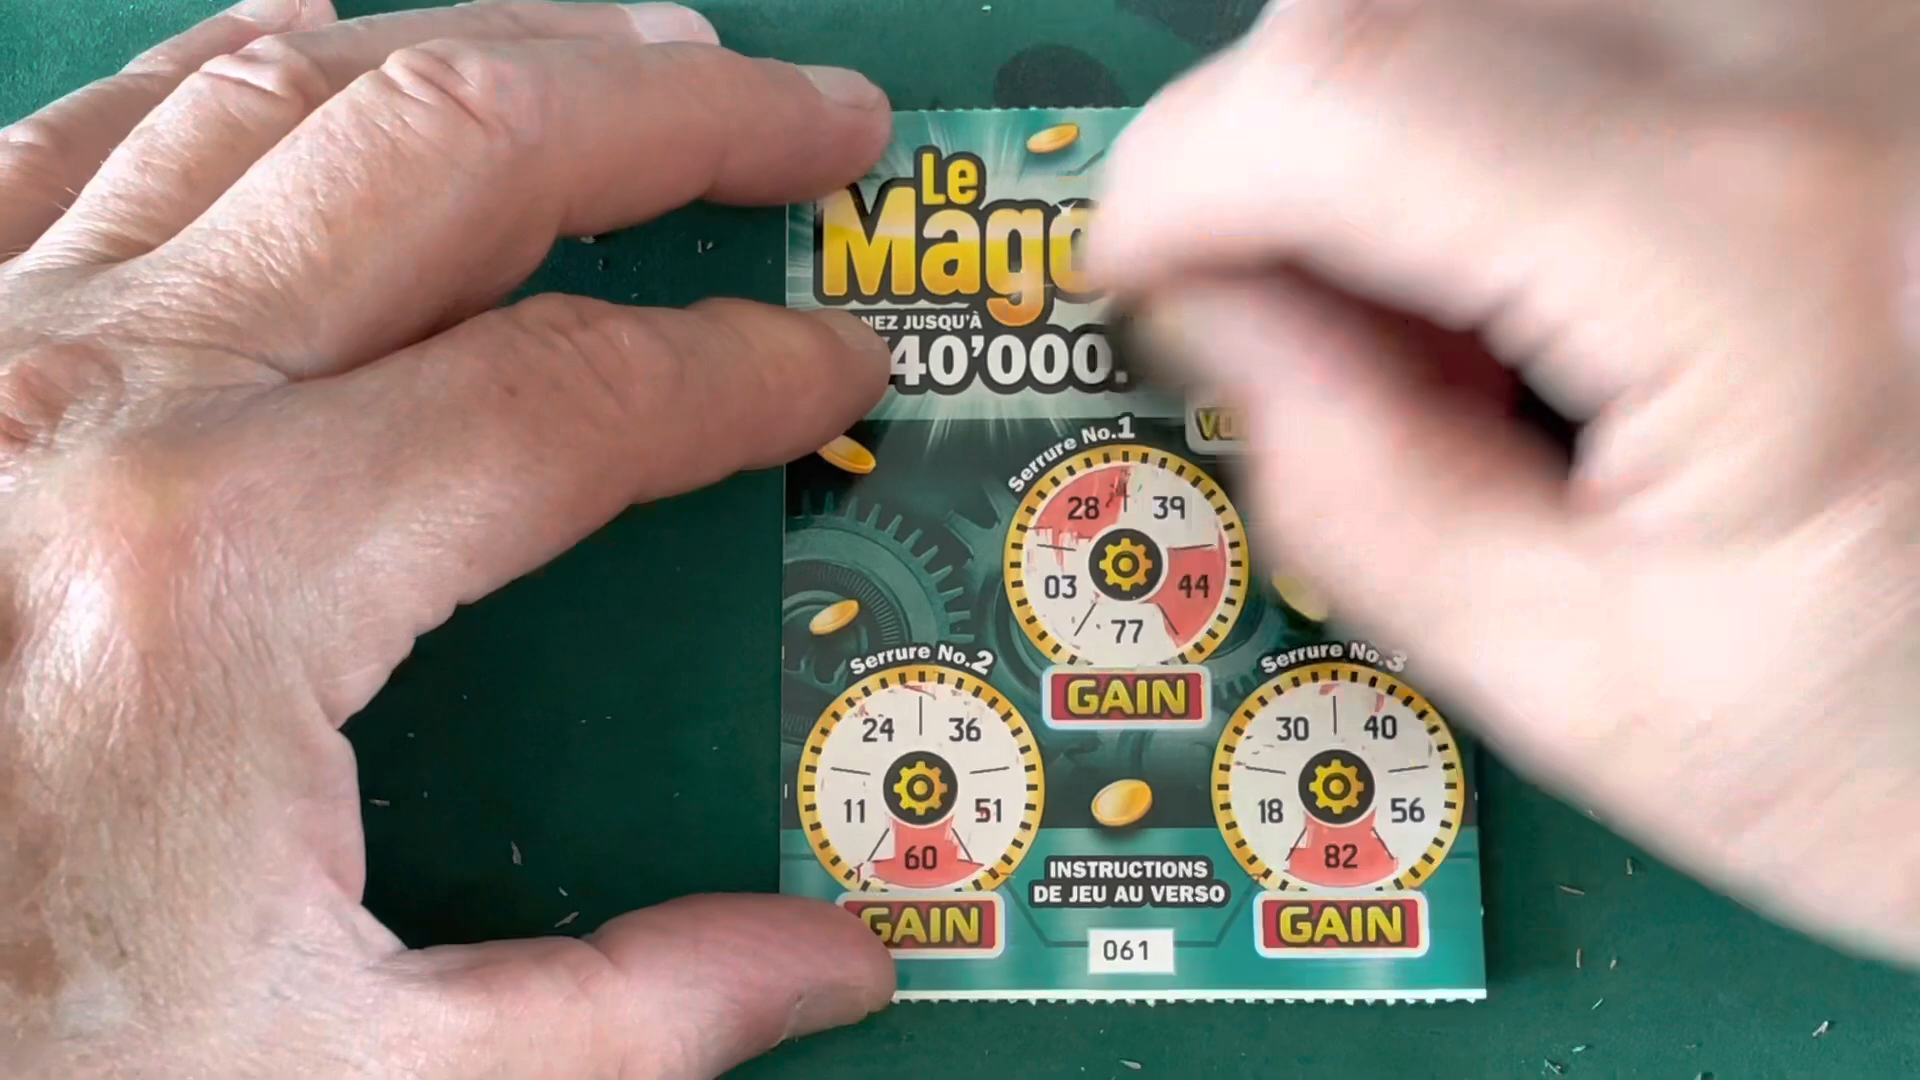 Le
Mago
NEZ JUSQU'À
40'000.
VO
Serrure No.1
28 39
03 44
77
GAIN
Serrure No.2
24 36
11 51
60
GAIN
Serrure No.3
30 40
18 56
82
GAIN
INSTRUCTIONS
DE JEU AU VERSO
061